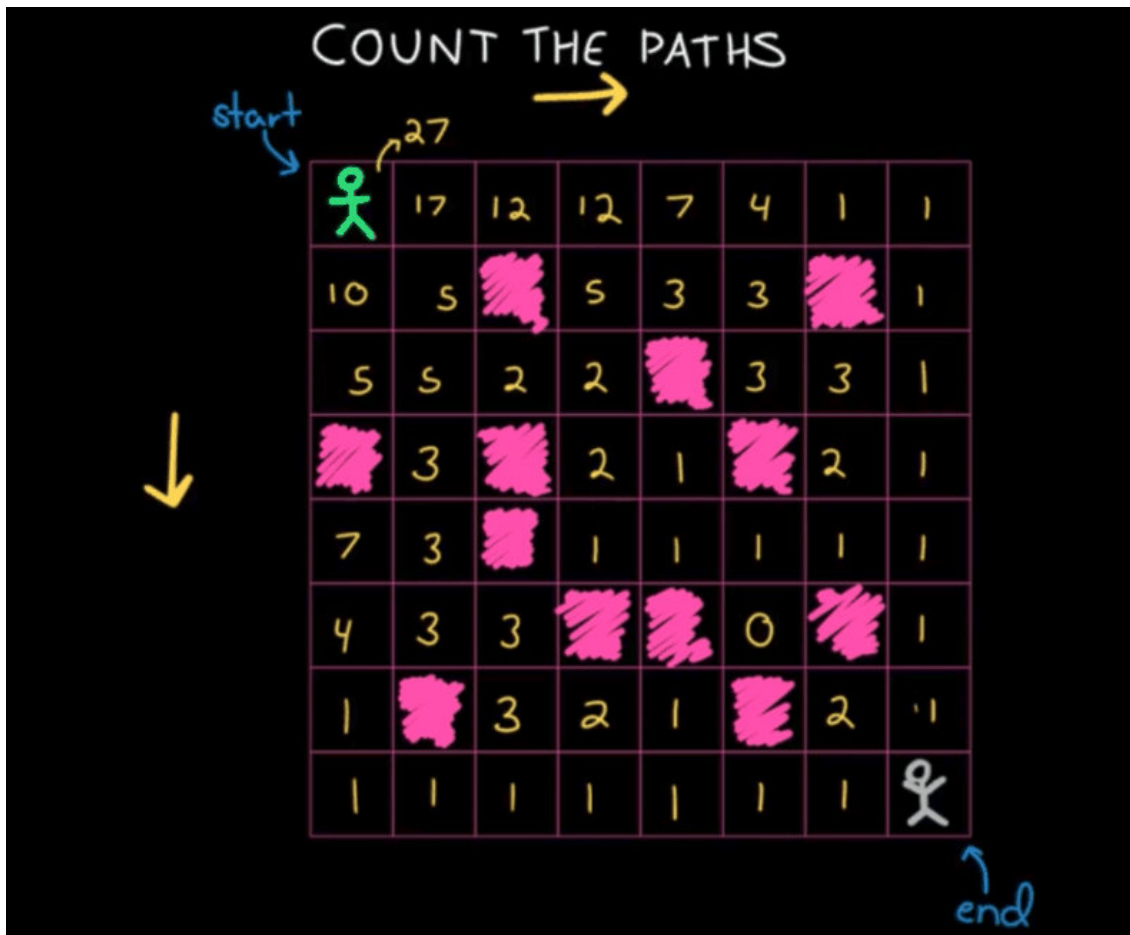 COUNT THE PATHS
start
27
17 12 12 7 4 1 1
10 5 5 3 3 1
5 5 2 2 3 3 1
3 2 1 2 1
7 3 1 1 1 1 1
4 3 3 0 1
1 3 2 1 2 1
1 1 1 1 1 1 1
end